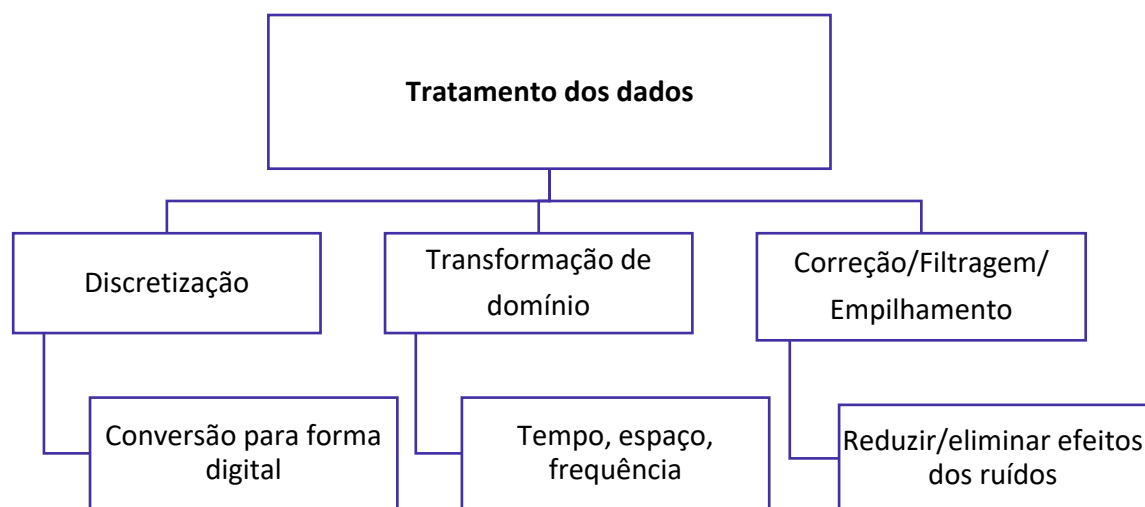 Tratamento dos dados
Discretização
Transformação de
domínio
Correção/Filtragem/
Empilhamento
Conversão para forma
digital
Tempo, espaço,
frequência
Reduzir/eliminar efeitos
dos ruídos